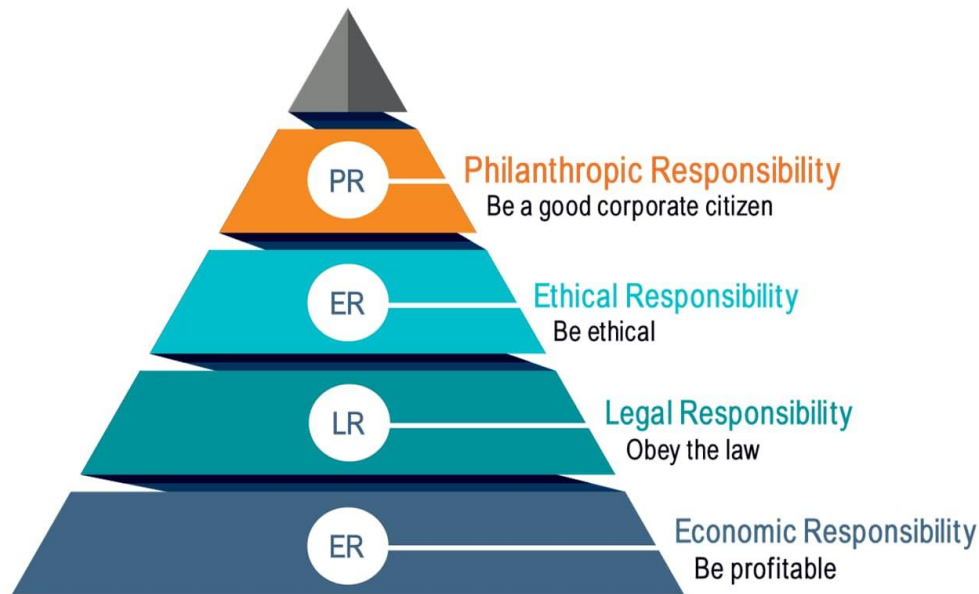 PR
Philanthropic Responsibility
Be a good corporate citizen
ER
Ethical Responsibility
Be ethical
LR
Legal Responsibility
Obey the law
ER
Economic Responsibility
Be profitable